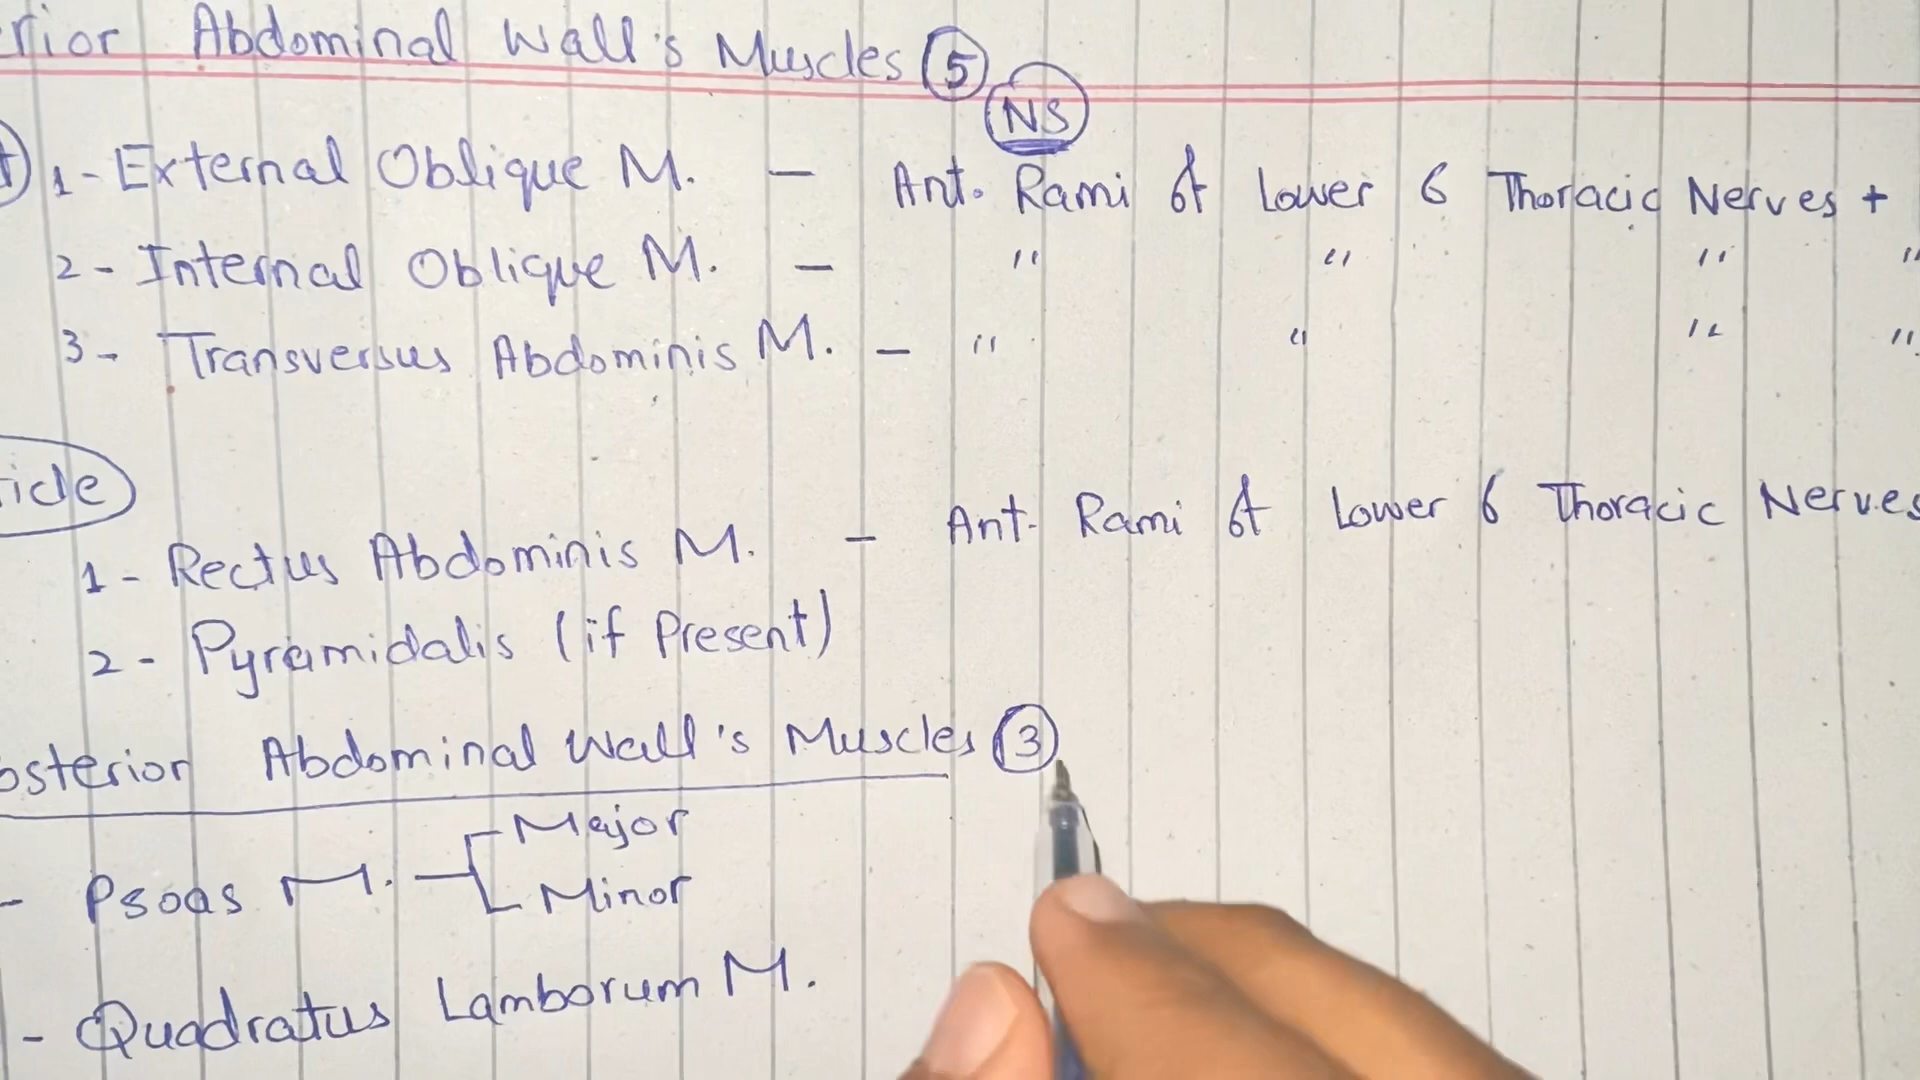 rior Abdominal Wall's Muscles 5
NS
1- External Oblique M. - Ant. Rami of Lower 6 Thoracic Nerves +
2- Internal Oblique M. - " " " "
3- Transversus Abdominis M. - " " " "
icle
1- Rectus Abdominis M. - Ant. Rami of Lower 6 Thoracic Nerves
2- Pyramidalis (if Present)
osterior Abdominal Wall's Muscles 3
- Psoas M. - Major
Minor
- Quadratus Lamborum M.